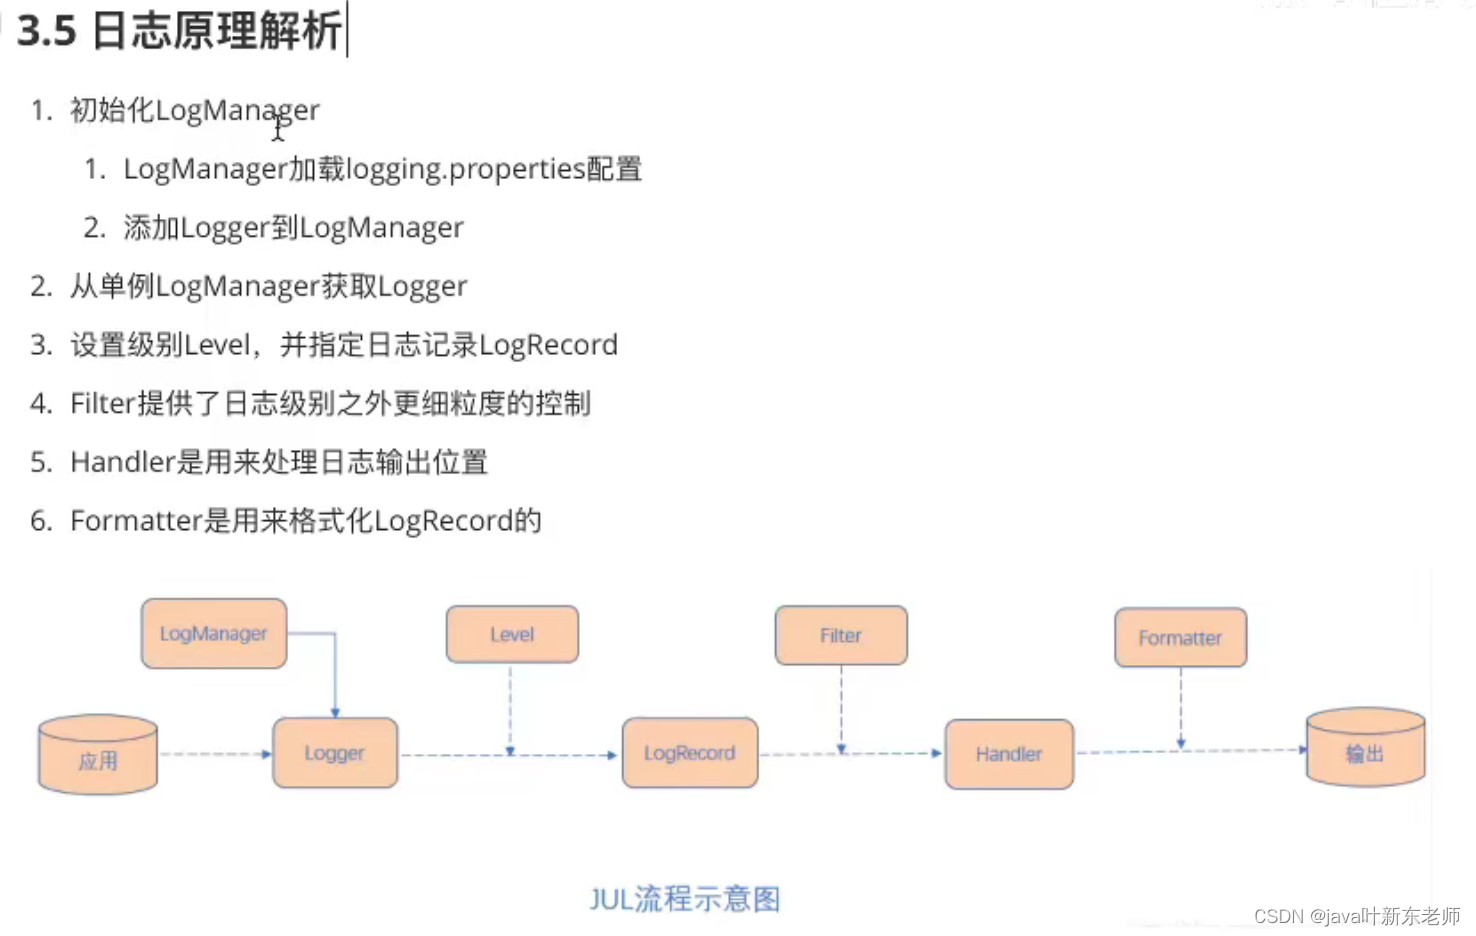 3.5 日志原理解析
1. 初始化LogManager
1. LogManager加载logging.properties配置
2. 添加Logger到LogManager
2. 从单例LogManager获取Logger
3. 设置级别Level，并指定日志记录LogRecord
4. Filter提供了日志级别之外更细粒度的控制
5. Handler是用来处理日志输出位置
6. Formatter是用来格式化LogRecord的
LogManager
Level
Filter
Formatter
应用
Logger
LogRecord
Handler
输出
JUL流程示意图
CSDN @java叶新东老师